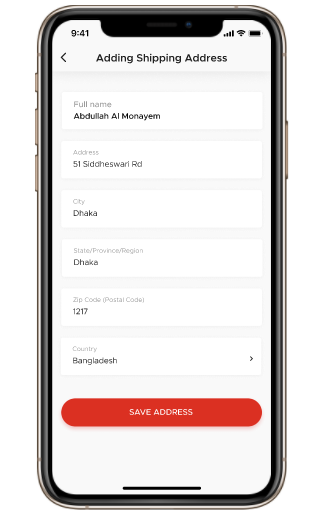 9:41
Adding Shipping Address
Full name
Abdullah Al Monayem
Address
51 Siddheswari Rd
City
Dhaka
State/Province/Region
Dhaka
Zip Code (Postal Code)
1217
Country
Bangladesh
SAVE ADDRESS